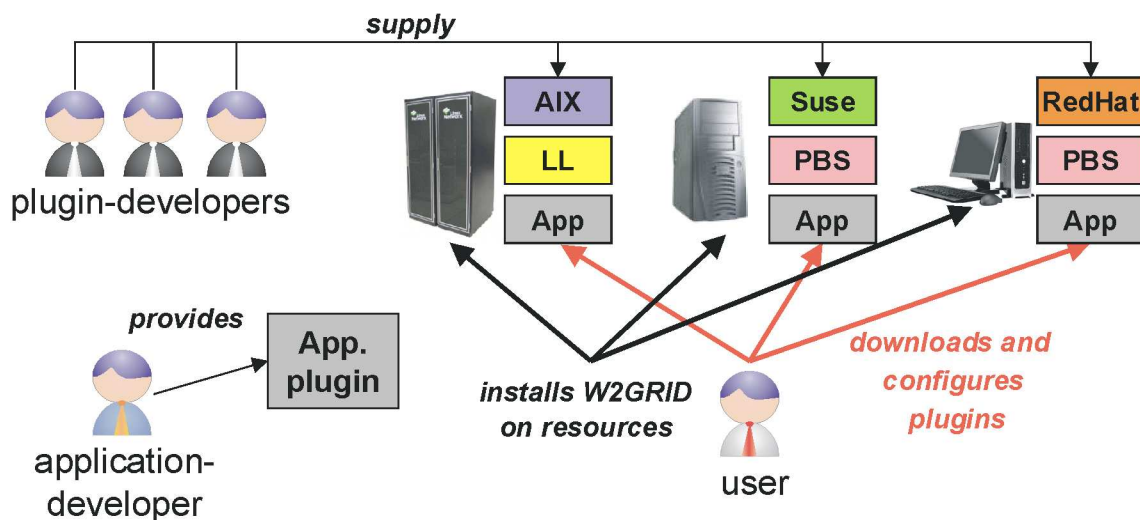 supply
AIX
Suse
RedHat
LL
PBS
PBS
App
App
App
plugin-developers
provides
App.
plugin
application-
developer
installs W2GRID
on resources
user
downloads and
configures
plugins